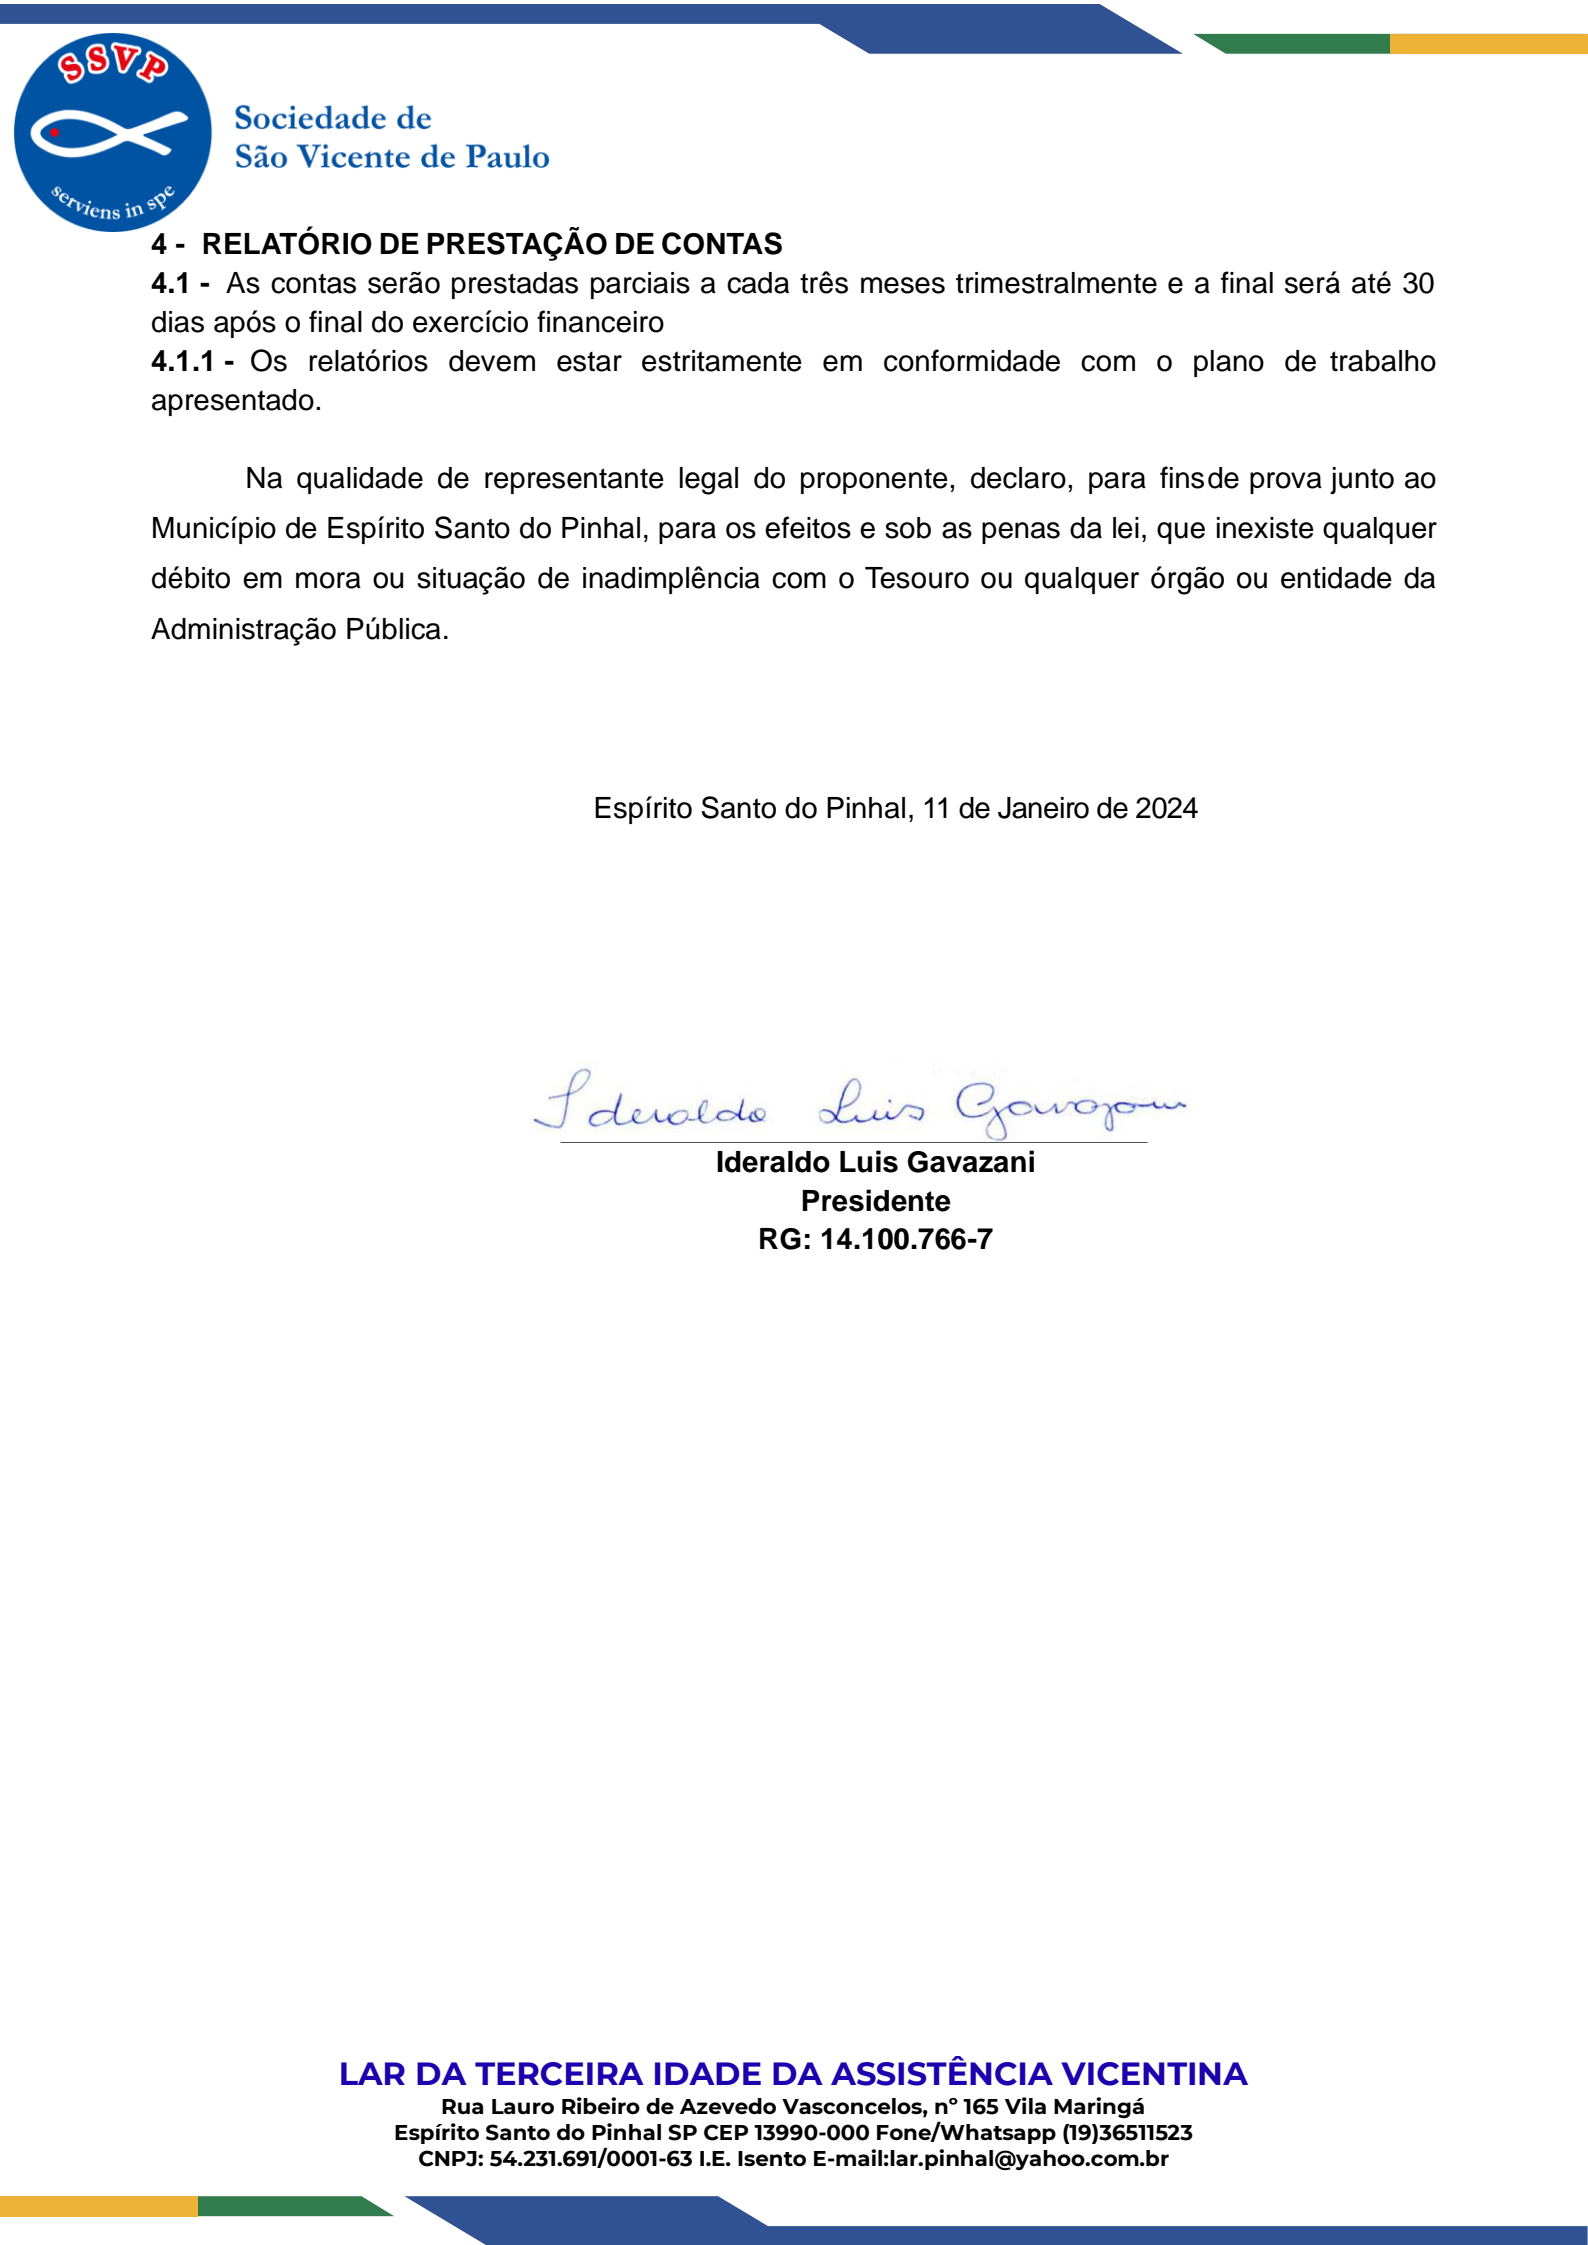 SSVP
serviens in spe
Sociedade de
São Vicente de Paulo
4 - RELATÓRIO DE PRESTAÇÃO DE CONTAS
4.1 - As contas serão prestadas parciais a cada três meses trimestralmente e a final será até 30
dias após o final do exercício financeiro
4.1.1 - Os relatórios devem estar estritamente em conformidade com o plano de trabalho
apresentado.
Na qualidade de representante legal do proponente, declaro, para finsde prova junto ao
Município de Espírito Santo do Pinhal, para os efeitos e sob as penas da lei, que inexiste qualquer
débito em mora ou situação de inadimplência com o Tesouro ou qualquer órgão ou entidade da
Administração Pública.
Espírito Santo do Pinhal, 11 de Janeiro de 2024
Ideraldo Luis Gavazani
Ideraldo Luis Gavazani
Presidente
RG: 14.100.766-7
LAR DA TERCEIRA IDADE DA ASSISTÊNCIA VICENTINA
Rua Lauro Ribeiro de Azevedo Vasconcelos, nº 165 Vila Maringá
Espírito Santo do Pinhal SP CEP 13990-000 Fone/Whatsapp (19)36511523
CNPJ: 54.231.691/0001-63 I.E. Isento E-mail:lar.pinhal@yahoo.com.br